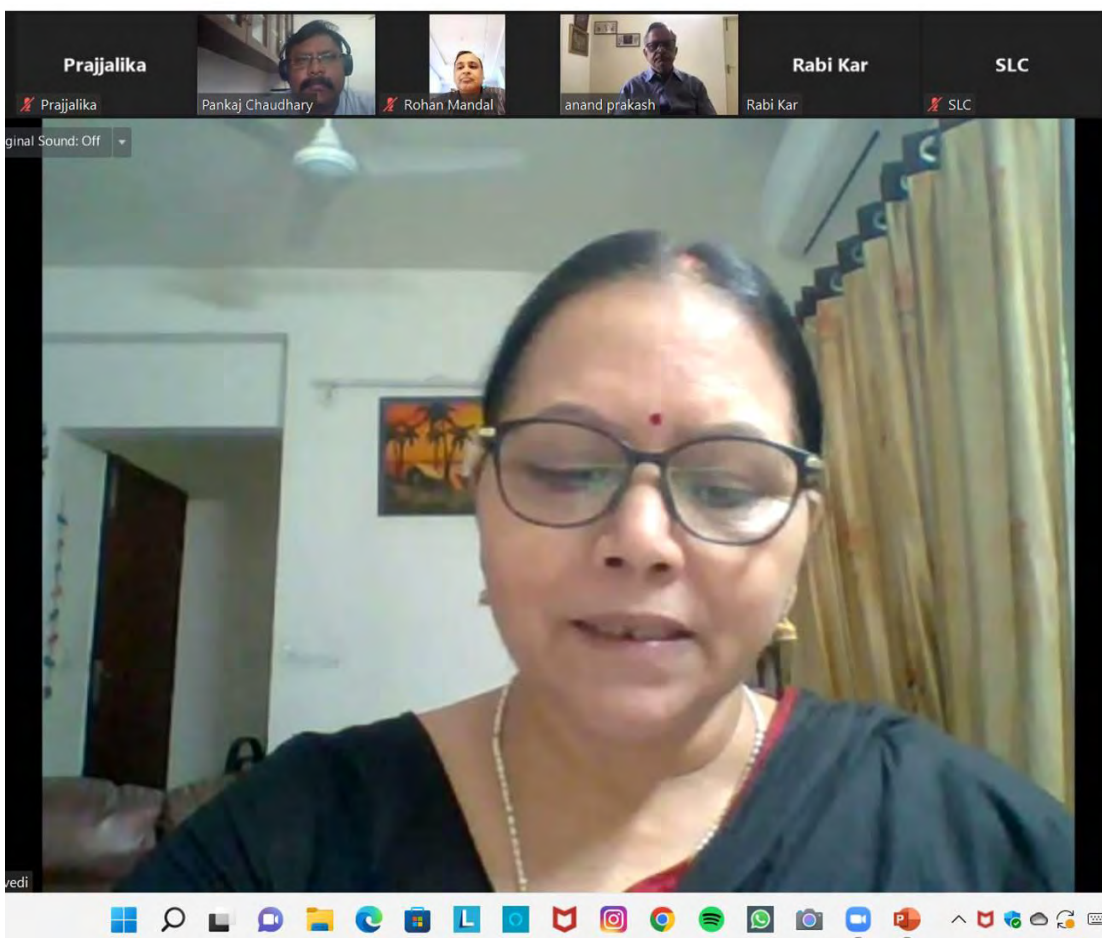 Prajjalika
Rabi Kar
SLC
Prajjalika
Pankaj Chaudhary
Rohan Mandal
anand prakash
Rabi Kar
SLC
ginal Sound: Off
vedi
L
P